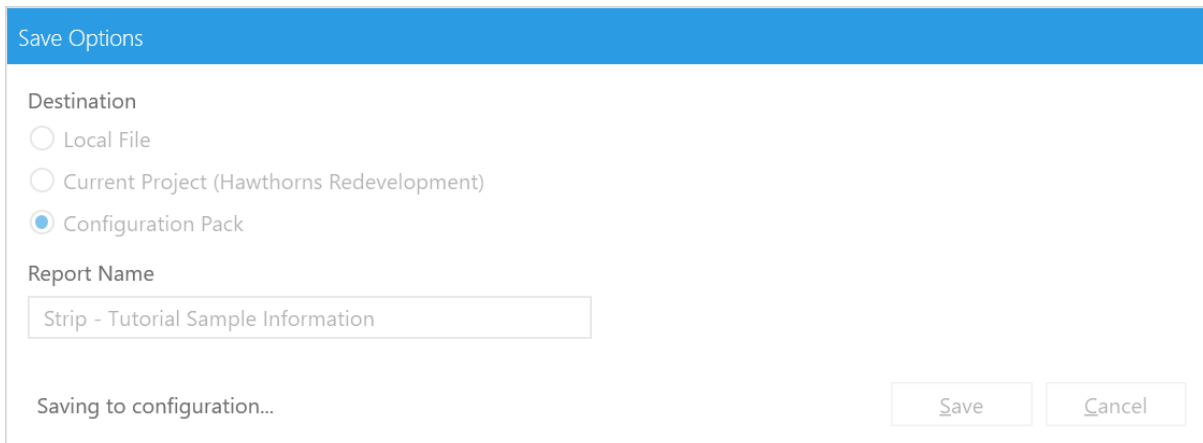 Save Options
Destination
Local File
Current Project (Hawthorns Redevelopment)
Configuration Pack
Report Name
Strip - Tutorial Sample Information
Saving to configuration...
Save
Cancel